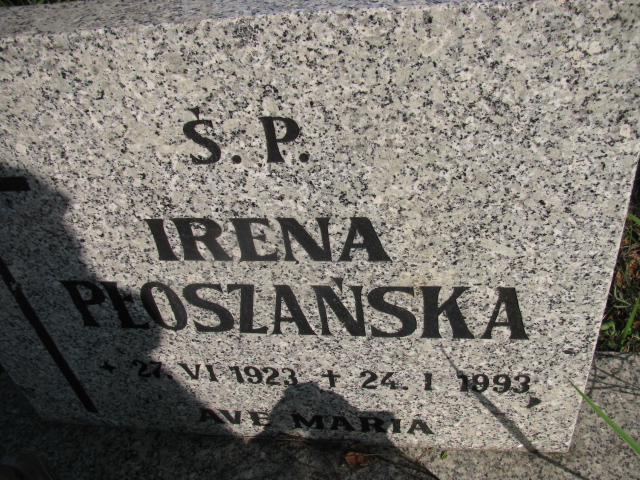 Ś. P.
IRENA
PŁOSZAŃSKA
* 27. VI 1923 + 24. I 1993
AVE MARIA